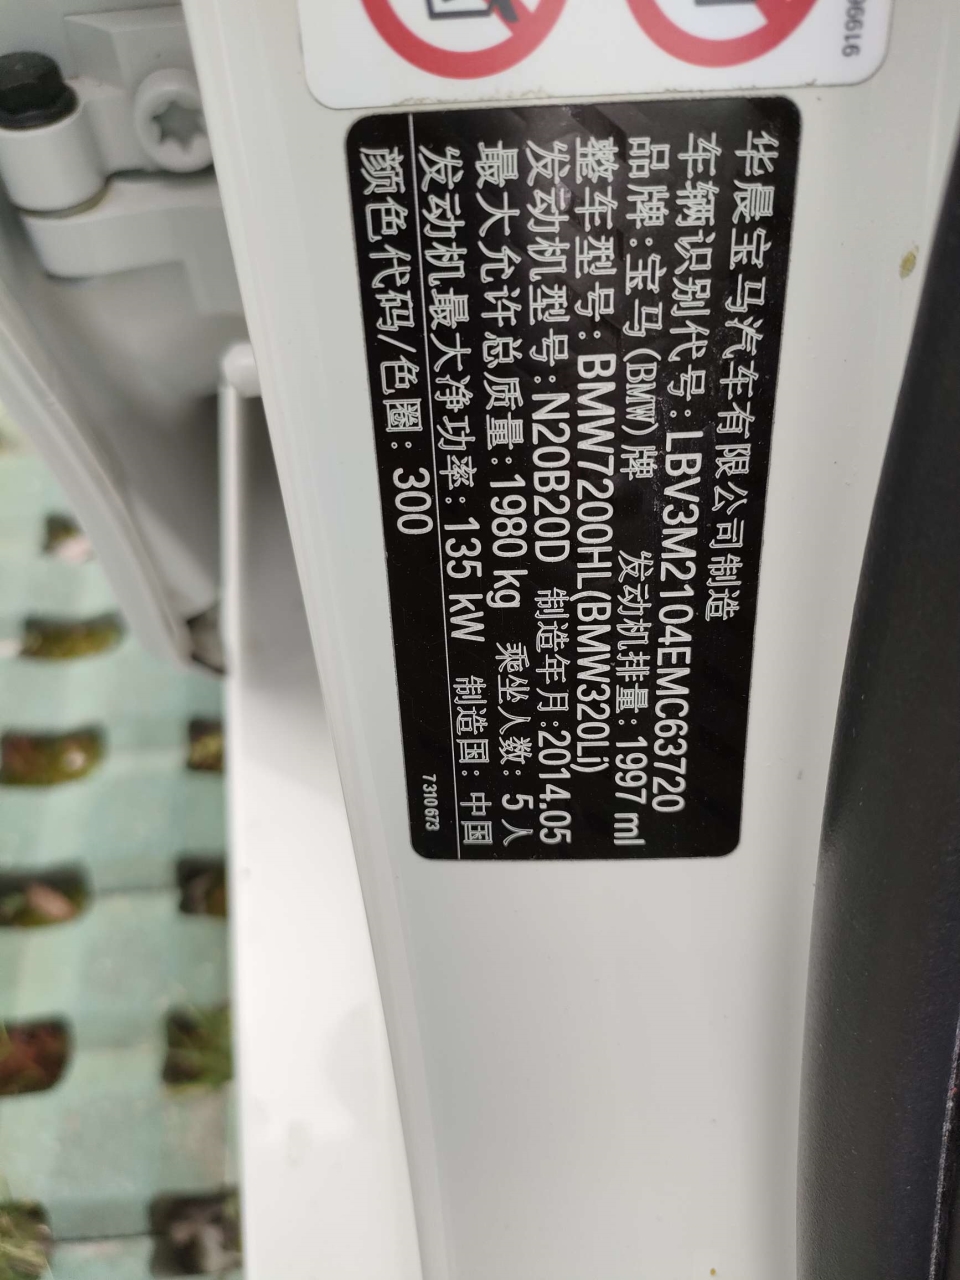 96616
华晨宝马汽车有限公司制造
车辆识别代号:LBV3M2104EMC63720
品牌:宝马(BMW)牌 发动机排量:1997 ml
整车型号:BMW7200HL(BMW320Li)
发动机型号:N20B20D 制造年月:2014.05
最大允许总质量:1980 kg 乘坐人数: 5 人
发动机最大净功率:135 kW 制造国:中国
颜色代码/色圈: 300
7310673